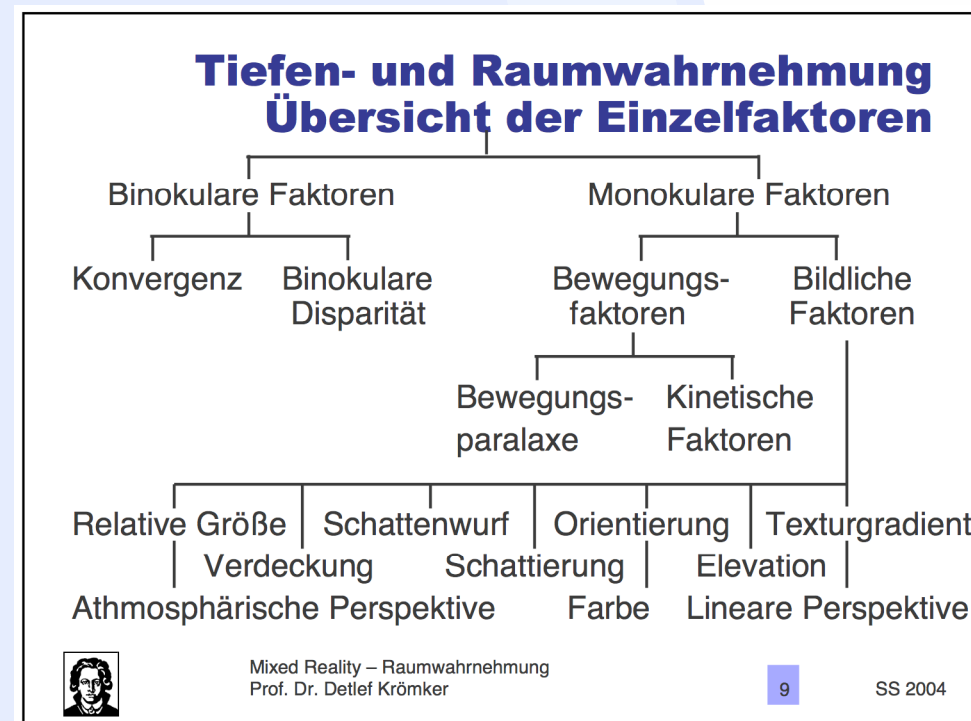 Tiefen- und Raumwahrnehmung
Übersicht der Einzelfaktoren
Binokulare Faktoren Monokulare Faktoren
Konvergenz Binokulare Bewegungs- Bildliche
Disparität faktoren Faktoren
Bewegungs- Kinetische
paralaxe Faktoren
Relative Größe Schattenwurf Orientierung Texturgradient
Verdeckung Schattierung Elevation
Athmosphärische Perspektive Farbe Lineare Perspektive
Mixed Reality – Raumwahrnehmung
Prof. Dr. Detlef Krömker 9 SS 2004